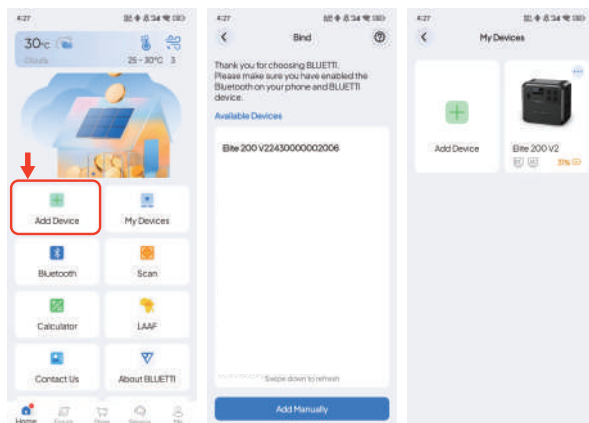 4:27
30°c
Clouds
25 ~ 30°C 3
Add Device
My Devices
Bluetooth
Scan
Calculator
LAAF
Contact Us
About BLUETTI
Home
Forum
Me
4:27
Bind
Thank you for choosing BLUETTI.
Please make sure you have enabled the
Bluetooth on your phone and BLUETTI
device.
Available Devices
Elite 200 V22430000002006
Swipe down to refresh
Add Manually
4:27
My Devices
Add Device
Elite 200 V2
31%